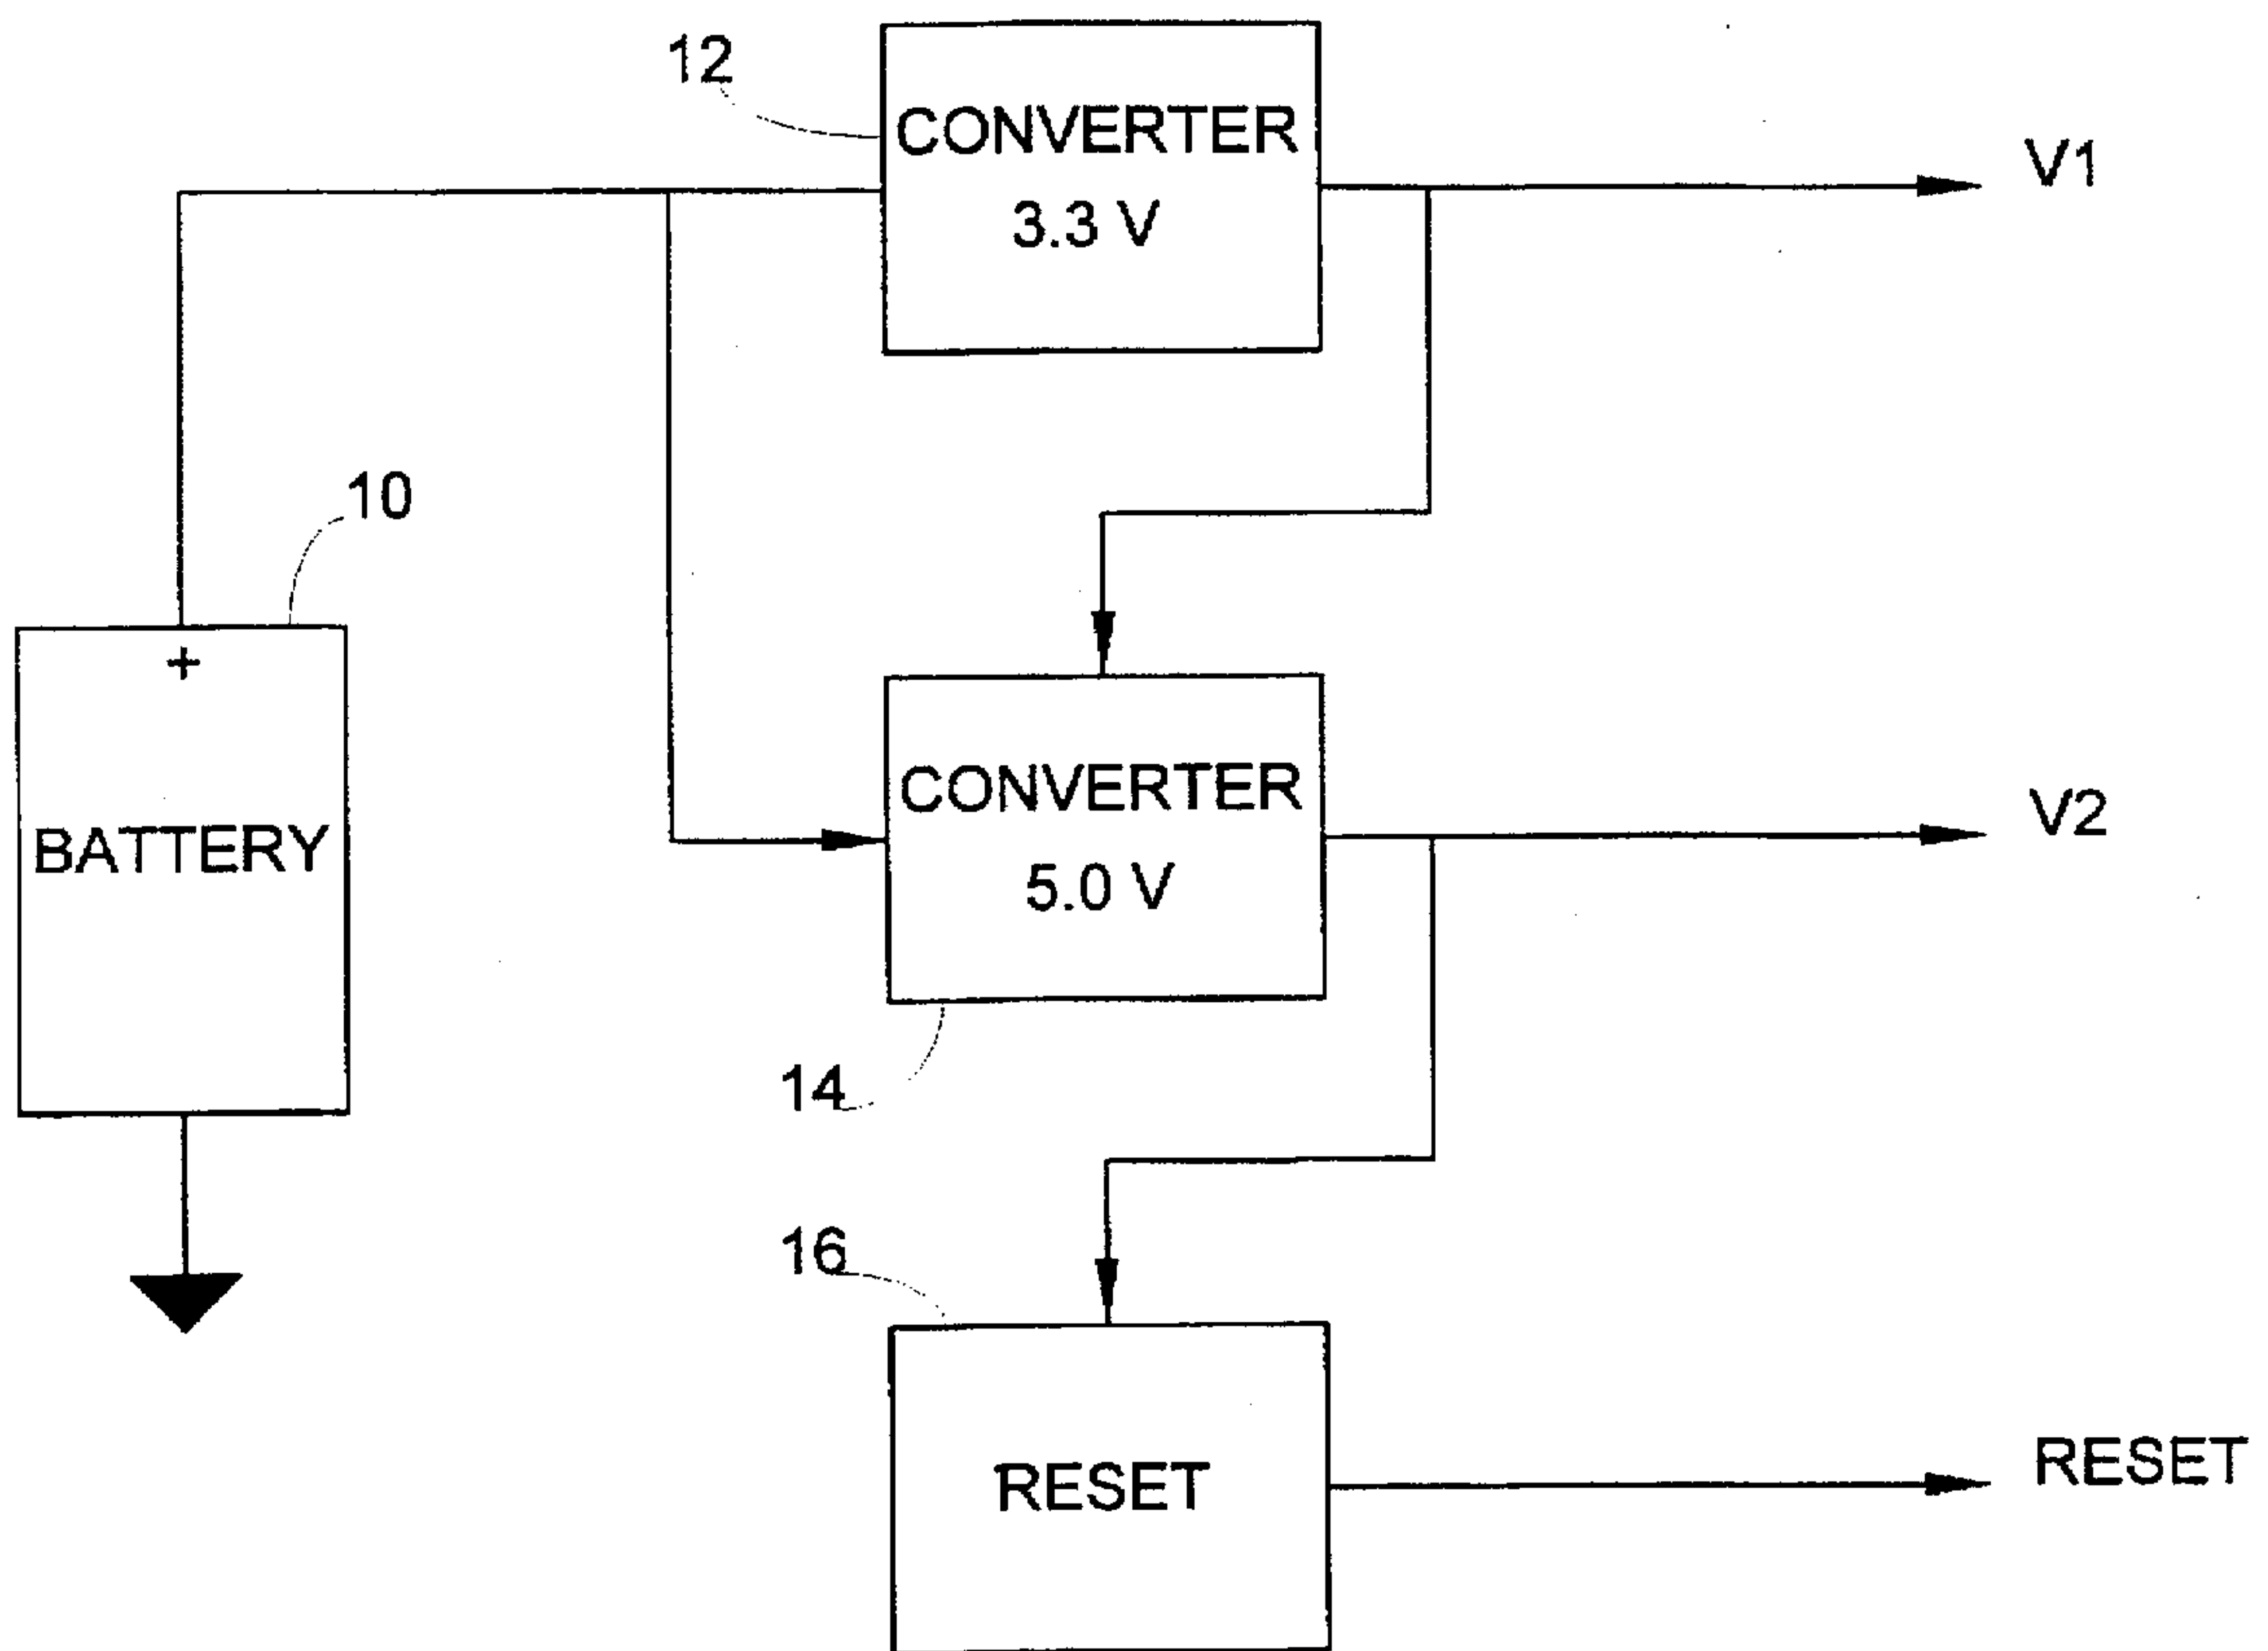 12
CONVERTER
3.3 V
V1
10
+
BATTERY
CONVERTER
5.0 V
V2
14
16
RESET
RESET